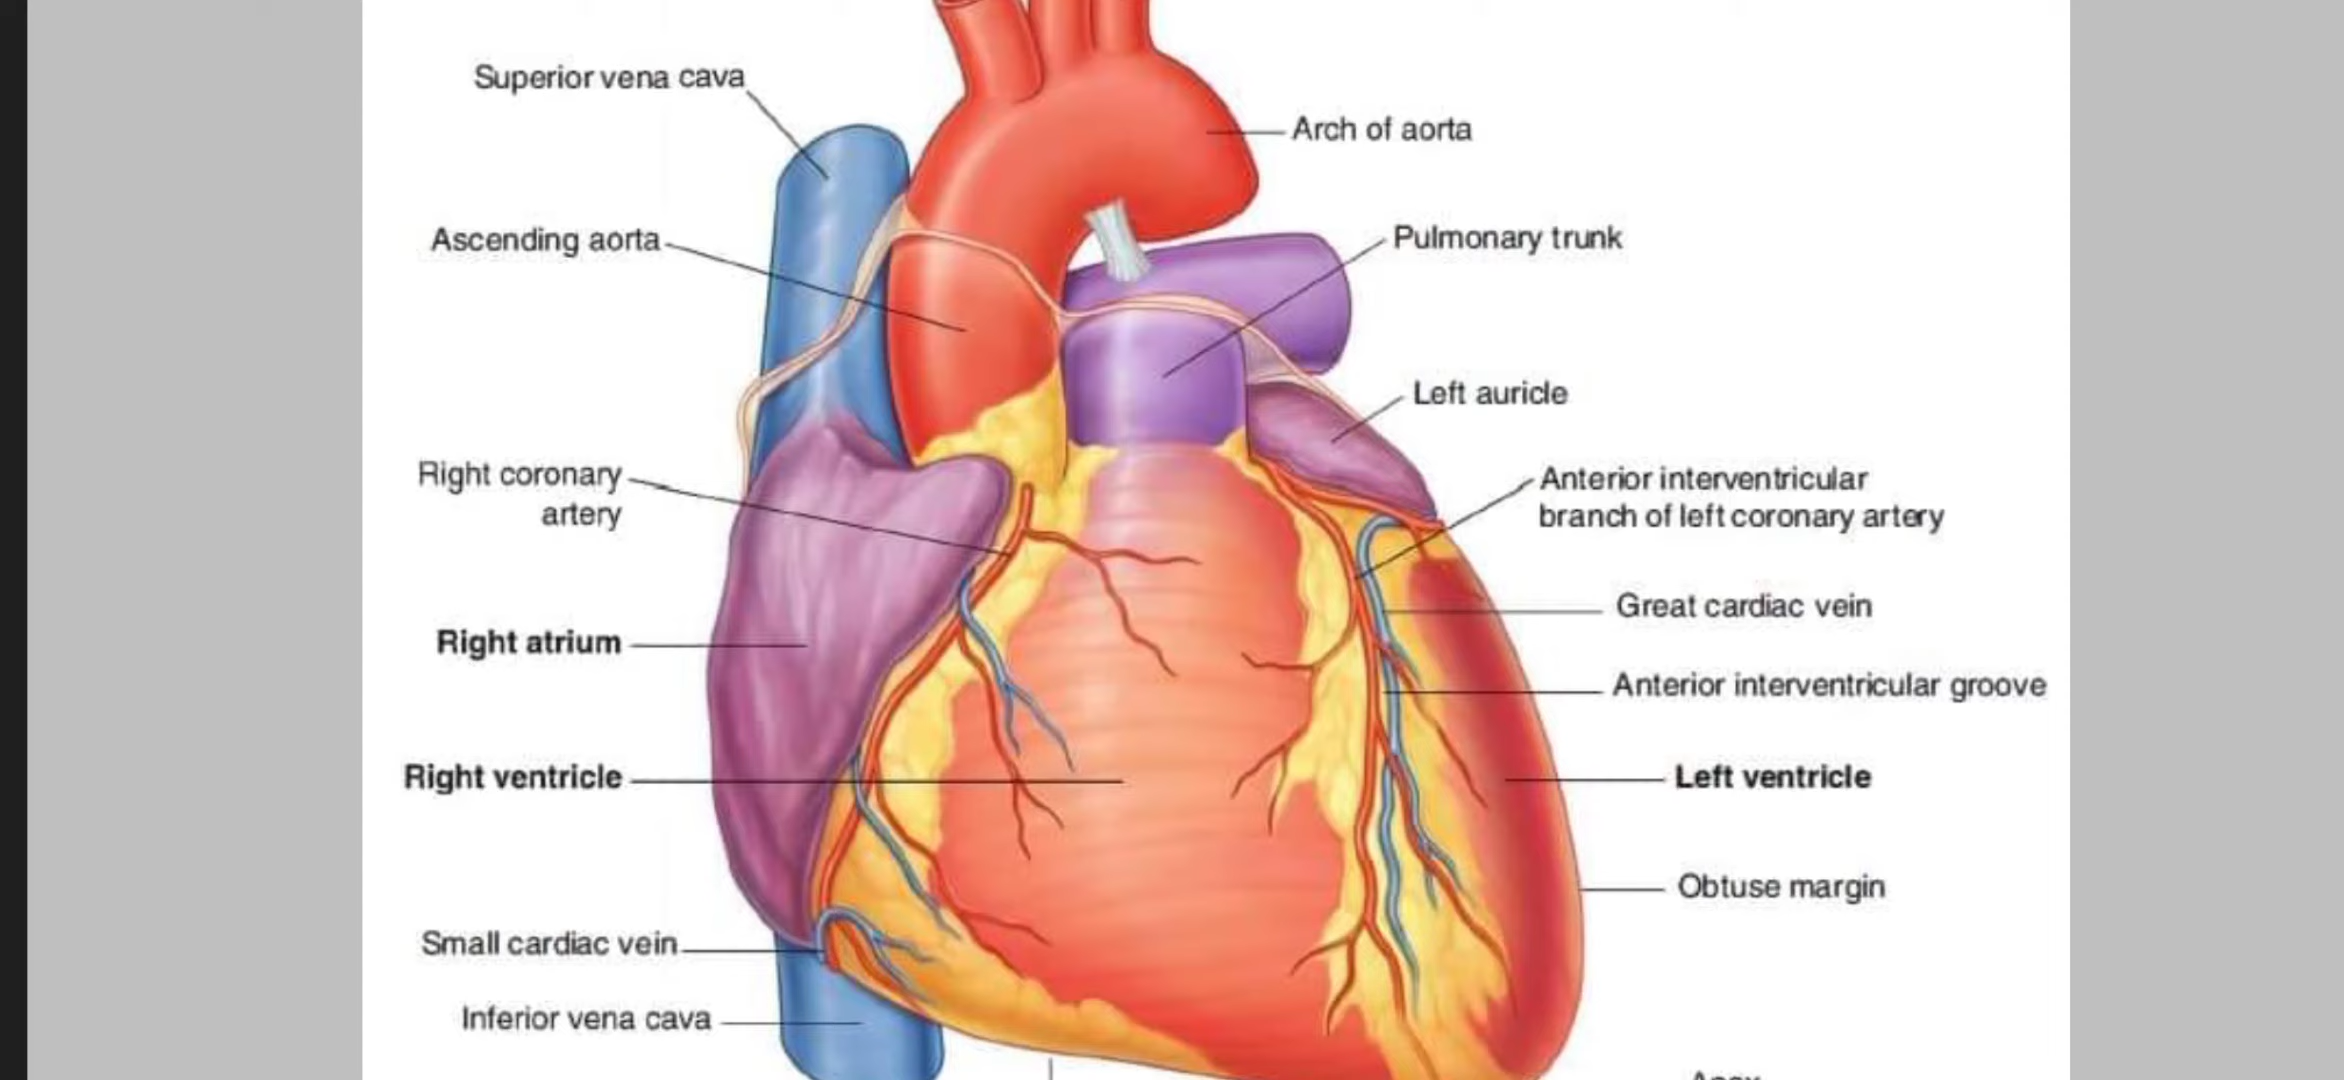 Superior vena cava
Arch of aorta
Ascending aorta
Pulmonary trunk
Left auricle
Right coronary
artery
Anterior interventricular
branch of left coronary artery
Great cardiac vein
Right atrium
Anterior interventricular groove
Right ventricle
Left ventricle
Obtuse margin
Small cardiac vein
Inferior vena cava